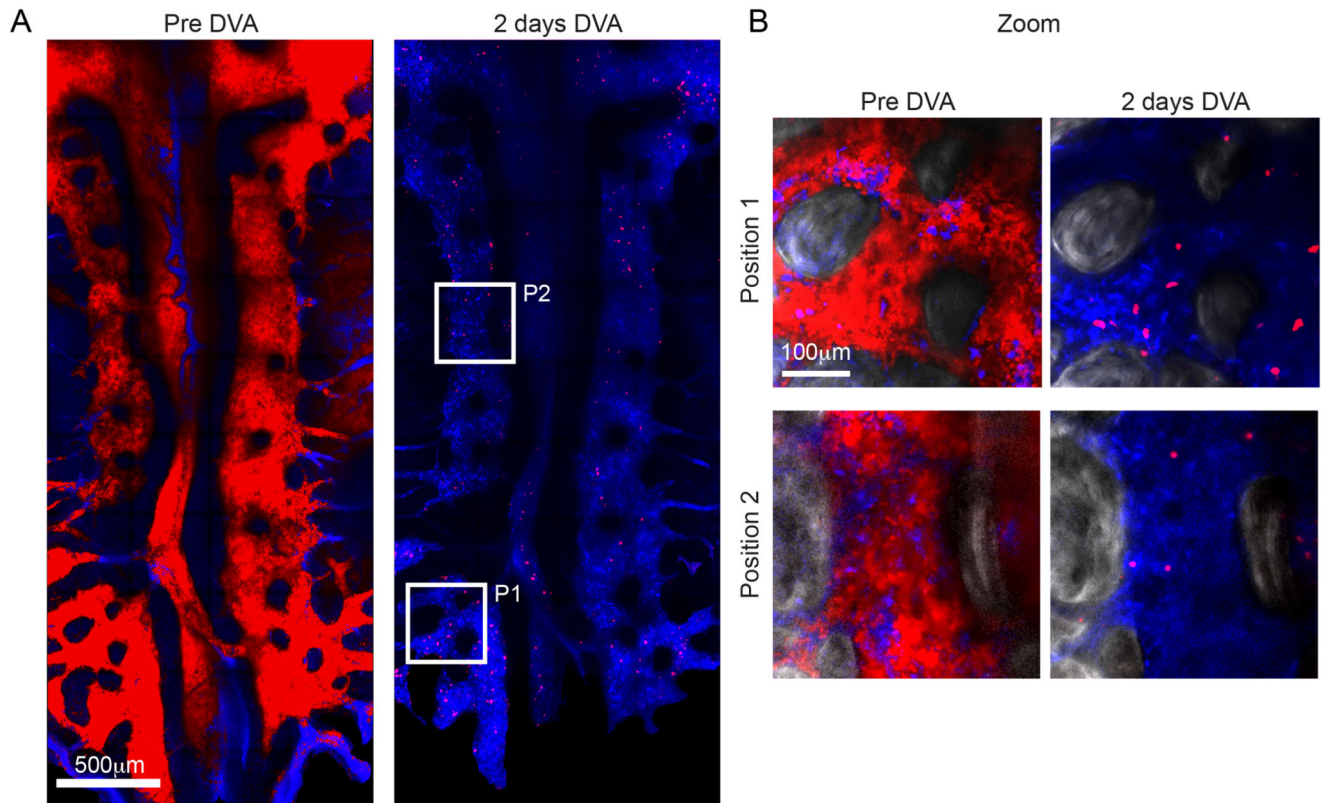 A
Pre DVA
2 days DVA
P2
P1
500μm
B
Zoom
Pre DVA
2 days DVA
Position 1
100μm
Position 2